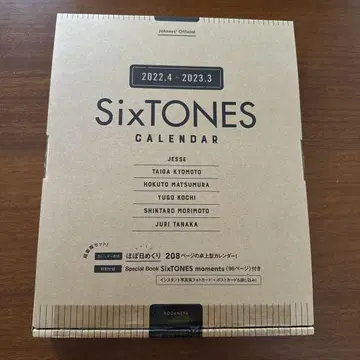 Johnnys' Official
2022.4 - 2023.3
SixTONES
CALENDAR
JESSE
TAIGA KYOMOTO
HOKUTO MATSUMURA
YUGO KOCHI
SHINTARO MORIMOTO
JURI TANAKA
ほぼ日めくり 208ページの卓上型カレンダー!
Special Book SixTONES moments (96ページ) 付き
KODANSHA